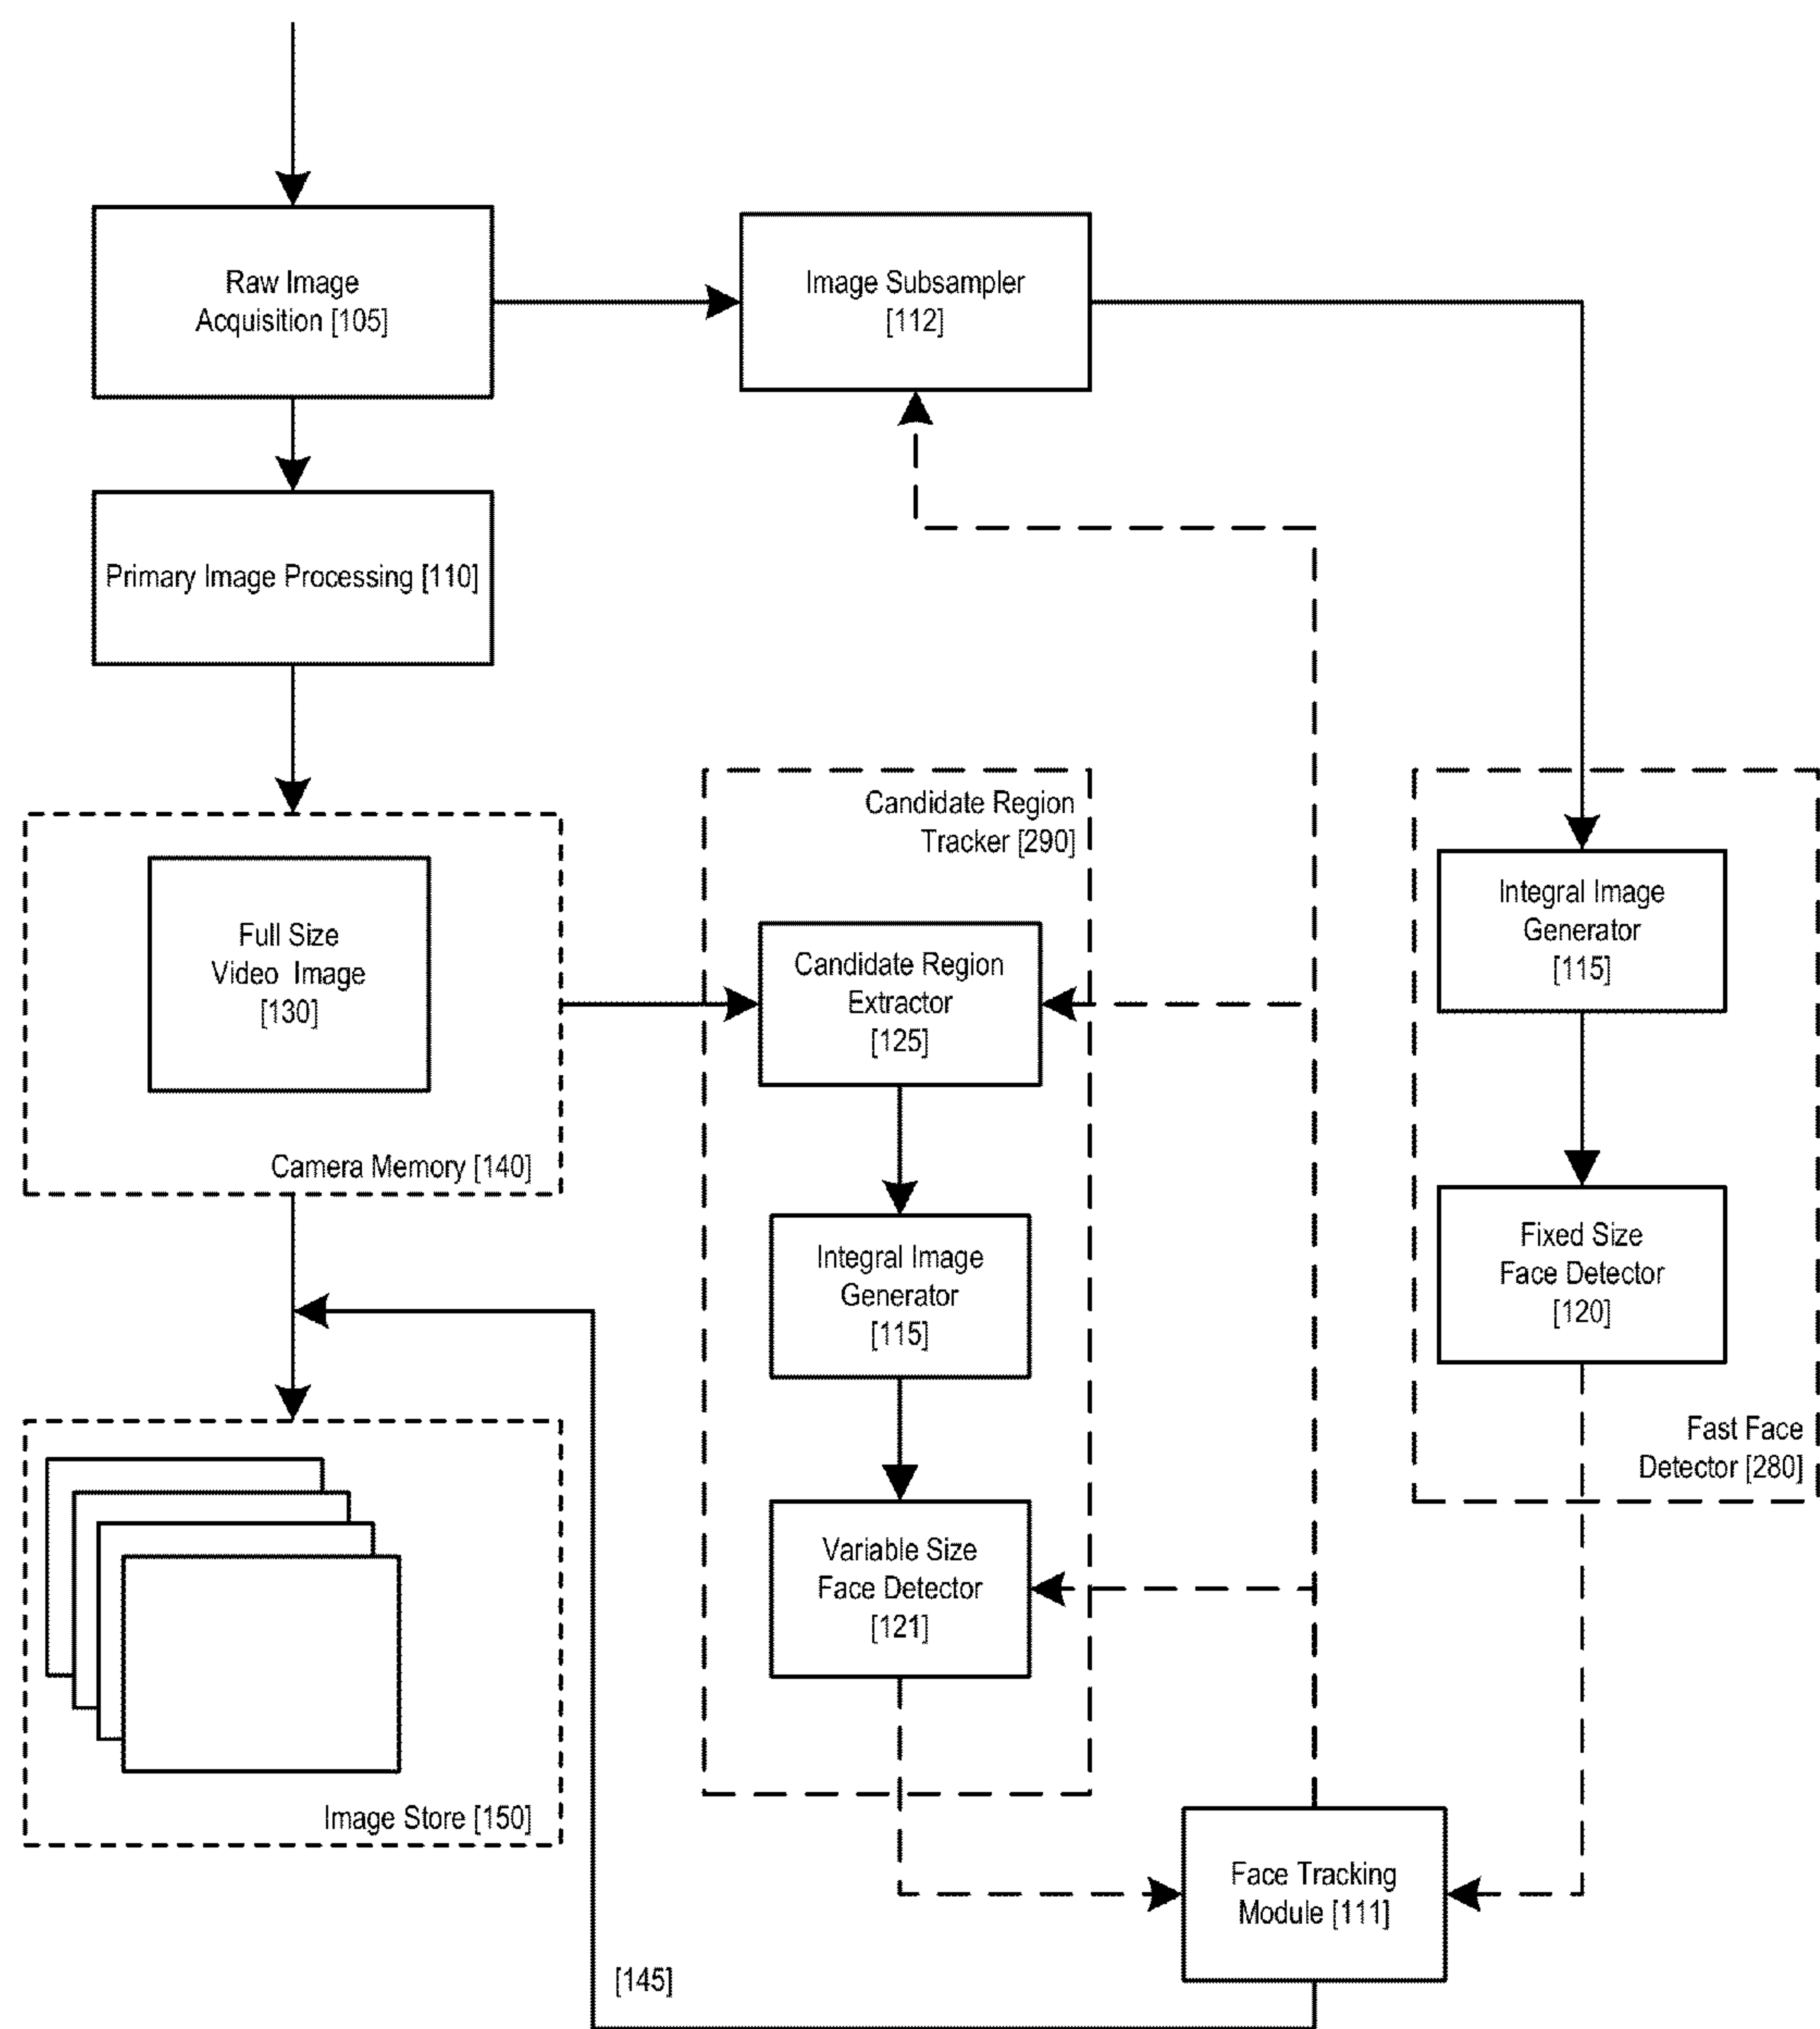 Raw Image
Acquisition [105]
Image Subsampler
[112]
Primary Image Processing [110]
Candidate Region
Tracker [290]
Full Size
Video Image
[130]
Camera Memory [140]
Candidate Region
Extractor
[125]
Integral Image
Generator
[115]
Integral Image
Generator
[115]
Fixed Size
Face Detector
[120]
Fast Face
Detector [280]
Variable Size
Face Detector
[121]
Image Store [150]
Face Tracking
Module [111]
[145]